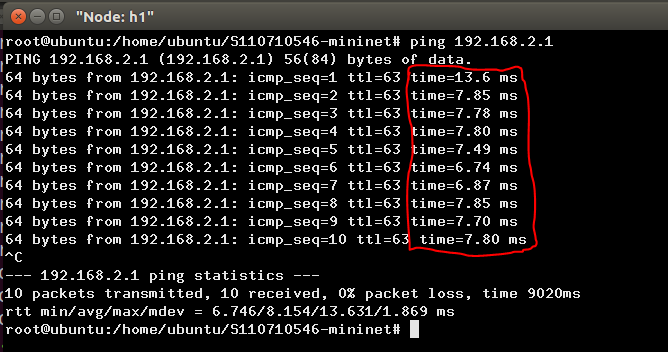 "Node: h1"
root@ubuntu:/home/ubuntu/S110710546-mininet# ping 192.168.2.1
PING 192.168.2.1 (192.168.2.1) 56(84) bytes of data.
64 bytes from 192.168.2.1: icmp_seq=1 ttl=63 time=13.6 ms
64 bytes from 192.168.2.1: icmp_seq=2 ttl=63 time=7.85 ms
64 bytes from 192.168.2.1: icmp_seq=3 ttl=63 time=7.78 ms
64 bytes from 192.168.2.1: icmp_seq=4 ttl=63 time=7.80 ms
64 bytes from 192.168.2.1: icmp_seq=5 ttl=63 time=7.49 ms
64 bytes from 192.168.2.1: icmp_seq=6 ttl=63 time=6.74 ms
64 bytes from 192.168.2.1: icmp_seq=7 ttl=63 time=6.87 ms
64 bytes from 192.168.2.1: icmp_seq=8 ttl=63 time=7.85 ms
64 bytes from 192.168.2.1: icmp_seq=9 ttl=63 time=7.70 ms
64 bytes from 192.168.2.1: icmp_seq=10 ttl=63 time=7.80 ms
^C
--- 192.168.2.1 ping statistics ---
10 packets transmitted, 10 received, 0% packet loss, time 9020ms
rtt min/avg/max/mdev = 6.746/8.154/13.631/1.869 ms
root@ubuntu:/home/ubuntu/S110710546-mininet#